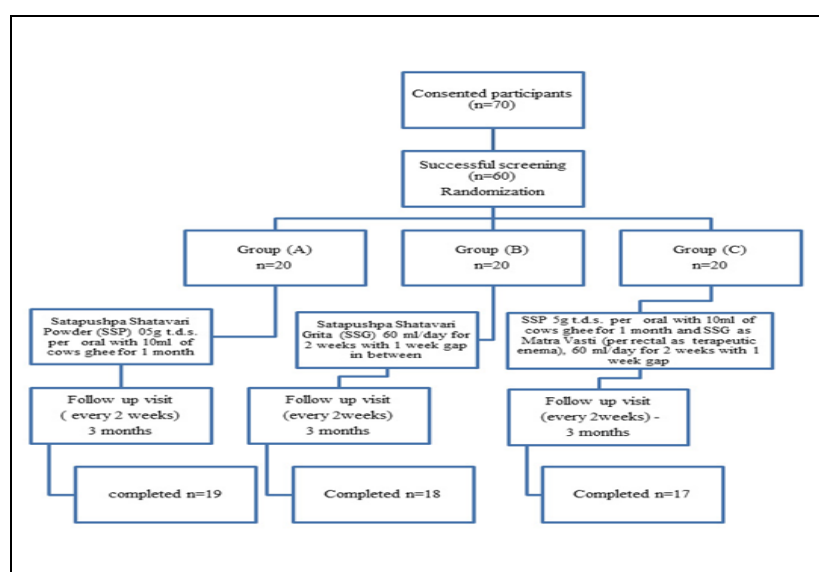 Consented participants
(n=70)
Successful screening
(n=60)
Randomization
Group (A)
n=20
Group (B)
n=20
Group (C)
n=20
Satapushpa Shatavari
Powder (SSP) 05g t.d.s.
per oral with 10ml of
cows ghee for 1 month
Satapushpa Shatavari
Grita (SSG) 60 ml/day for
2 weeks with 1 week gap
in between
SSP 5g t.d.s. per oral with 10ml of
cows ghee for 1 month and SSG as
Matra Vasti (per rectal as terapeutic
enema), 60 ml/day for 2 weeks with 1
week gap
Follow up visit
( every 2 weeks)
3 months
Follow up visit
(every 2weeks)
3 months
Follow up visit
(every 2weeks) -
3 months
completed n=19
Completed n=18
Completed n=17